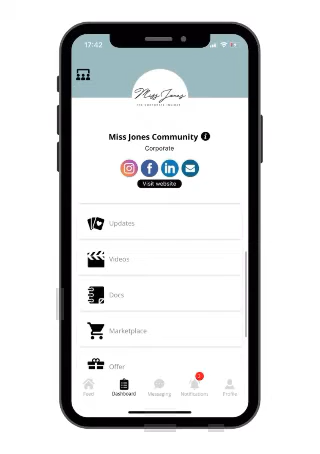 17:42
Miss Jones
Miss Jones Community i
Corporate
f in
Visit website
Updates
Videos
Docs
Marketplace
Offer
Feed Dashboard Messaging Notifications Profile